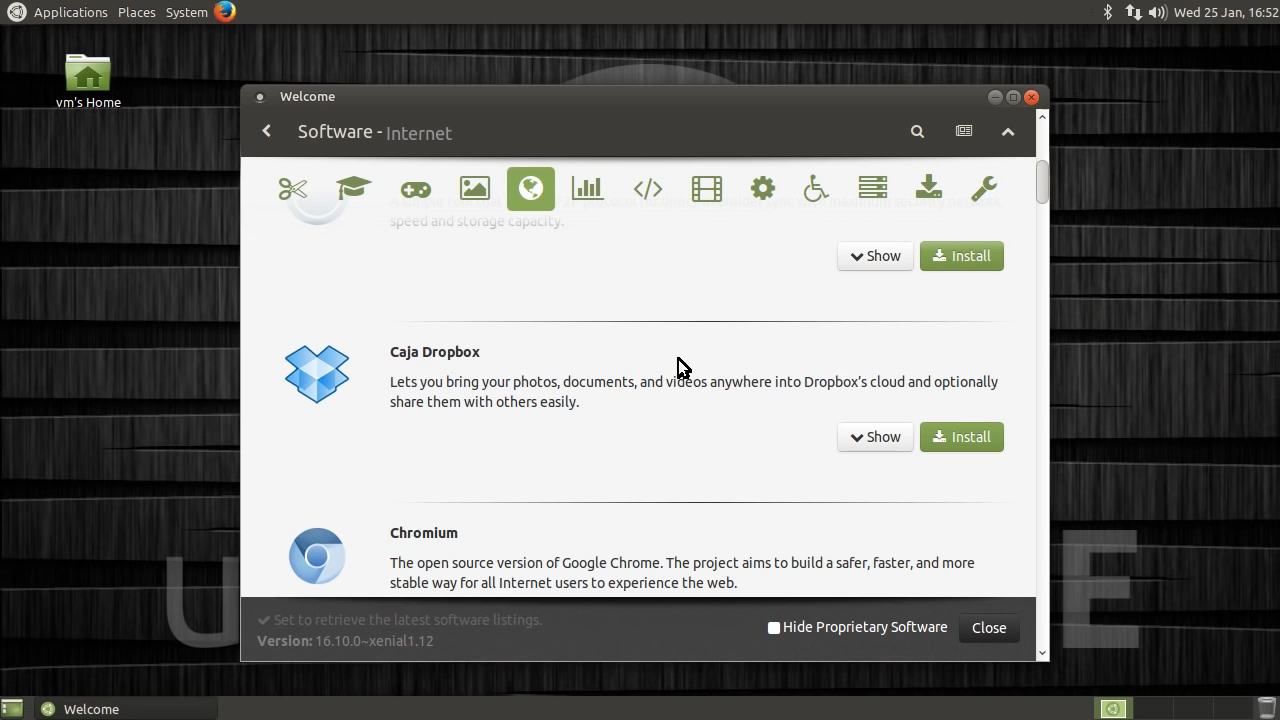 Applications Places System Wed 25 Jan, 16:52
vm's Home
Welcome
Software - Internet
speed and storage capacity.
Show Install
Caja Dropbox
Lets you bring your photos, documents, and videos anywhere into Dropbox's cloud and optionally
share them with others easily.
Show Install
Chromium
The open source version of Google Chrome. The project aims to build a safer, faster, and more
stable way for all Internet users to experience the web.
Set to retrieve the latest software listings.
Version: 16.10.0~xenial1.12
Hide Proprietary Software Close
U E
Welcome